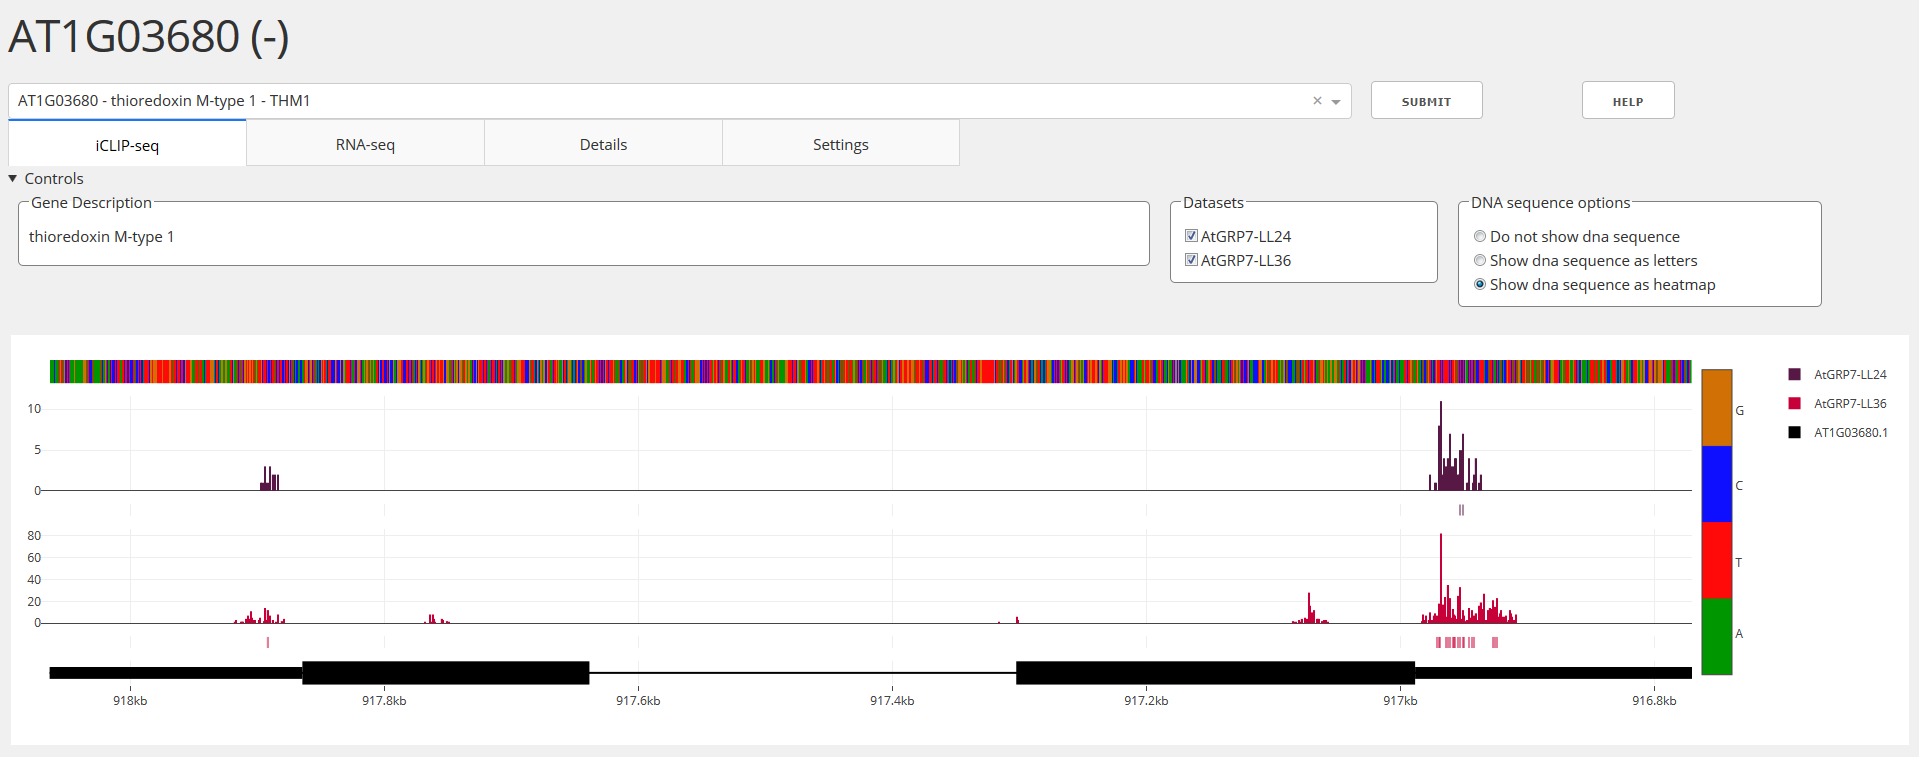 AT1G03680 (-)
AT1G03680 - thioredoxin M-type 1 - THM1 × SUBMIT HELP
iCLIP-seq RNA-seq Details Settings
▼ Controls
Gene Description Datasets DNA sequence options
thioredoxin M-type 1 AtGRP7-LL24 Do not show dna sequence
AtGRP7-LL36 Show dna sequence as letters
Show dna sequence as heatmap
AtGRP7-LL24
AtGRP7-LL36
AT1G03680.1
G
C
T
A
10
5
0
80
60
40
20
0
918kb 917.8kb 917.6kb 917.4kb 917.2kb 917kb 916.8kb